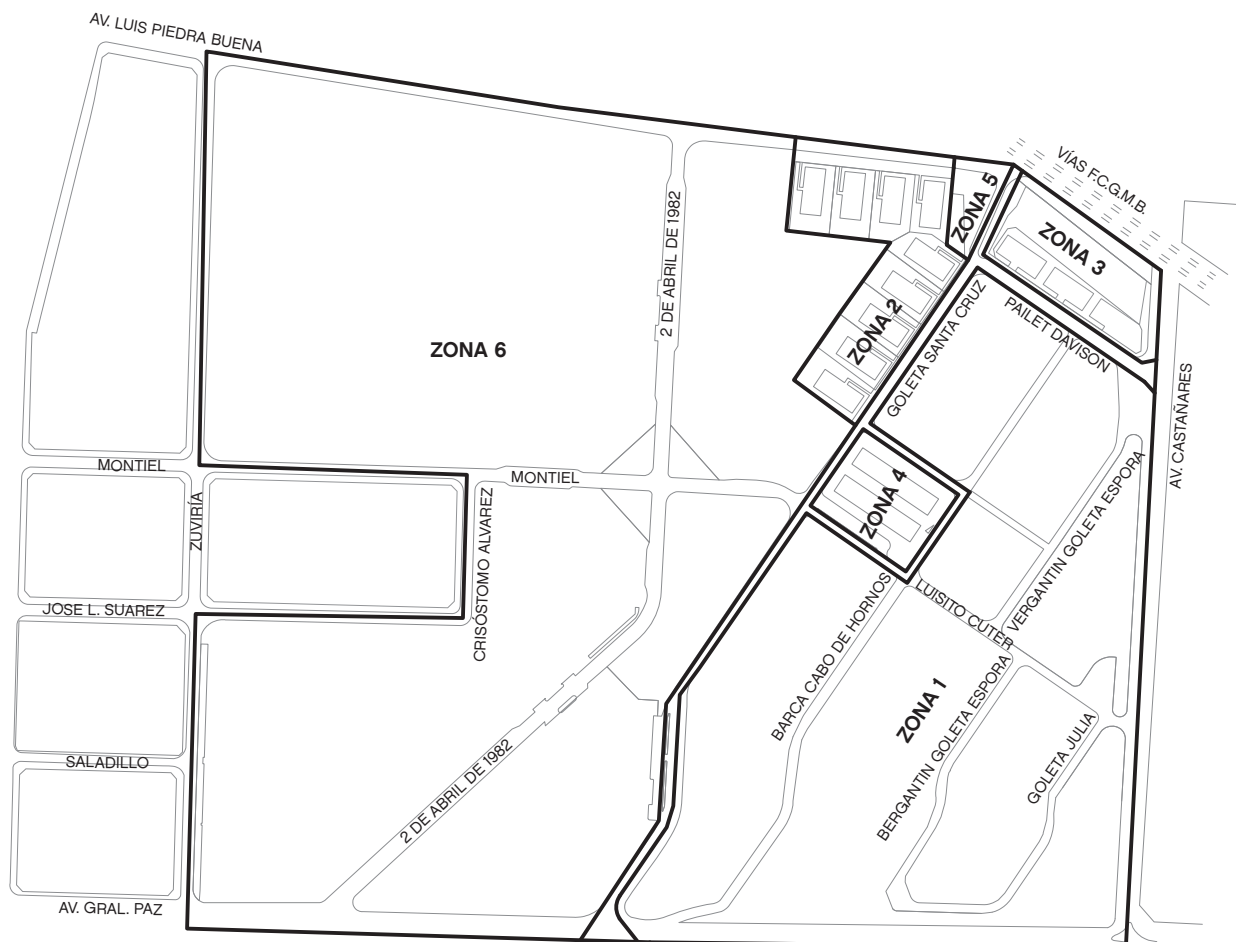 AV. LUIS PIEDRA BUENA
VÍAS F.C.G.M.B.
ZONA 5
ZONA 3
2 DE ABRIL DE 1982
ZONA 6
ZONA 2
GOLETA SANTA CRUZ
PAILET DAVISON
AV. CASTAÑARES
MONTIEL
MONTIEL
ZUVIRÍA
CRISÓSTOMO ALVAREZ
ZONA 4
VERGANTIN GOLETA ESPORA
JOSE L. SUAREZ
LUISITO CUTER
BARCA CABO DE HORNOS
ZONA 1
BERGANTIN GOLETA ESPORA
GOLETA JULIA
SALADILLO
2 DE ABRIL DE 1982
AV. GRAL. PAZ